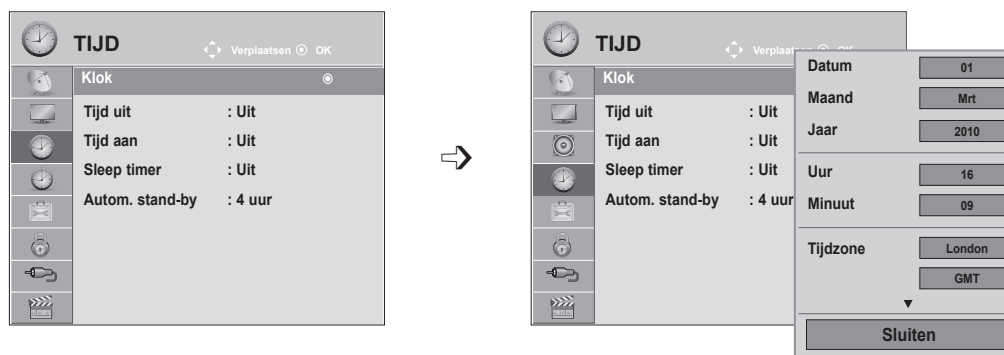 TIJD
Verplaatsen OK
Klok
Tijd uit : Uit
Tijd aan : Uit
Sleep timer : Uit
Autom. stand-by : 4 uur
TIJD
Klok
Tijd uit : Uit
Tijd aan : Uit
Sleep timer : Uit
Autom. stand-by : 4 uur
Datum 01
Maand Mrt
Jaar 2010
Uur 16
Minuut 09
Tijdzone London
GMT
Sluiten